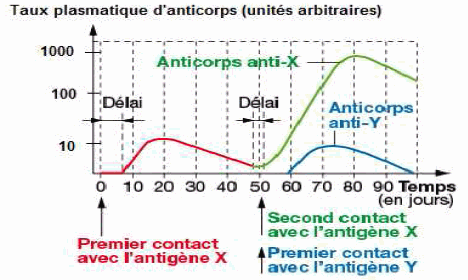 Taux plasmatique d'anticorps (unités arbitraires)
1000
Anticorps anti-X
100
Délai
Délai
Anticorps
anti-Y
10
0 10 20 30 40 50 60 70 80 90 Temps
(en jours)
Premier contact
avec l'antigène X
Second contact
avec l'antigène X
Premier contact
avec l'antigène Y